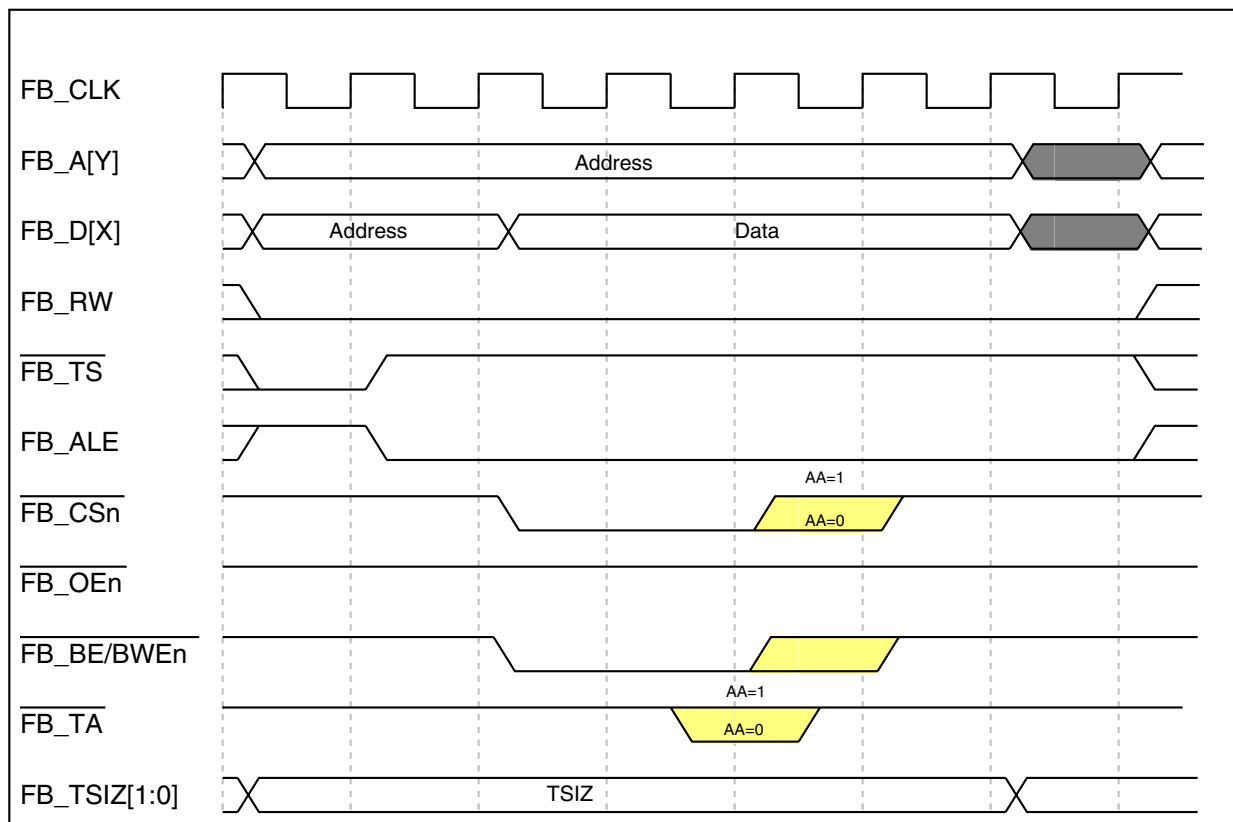 FB_CLK
FB_A[Y]
Address
FB_D[X]
Address
Data
FB_RW
FB_TS
FB_ALE
AA=1
FB_CSn
AA=0
FB_OEn
FB_BE/BWEn
AA=1
FB_TA
AA=0
FB_TSIZ[1:0]
TSIZ